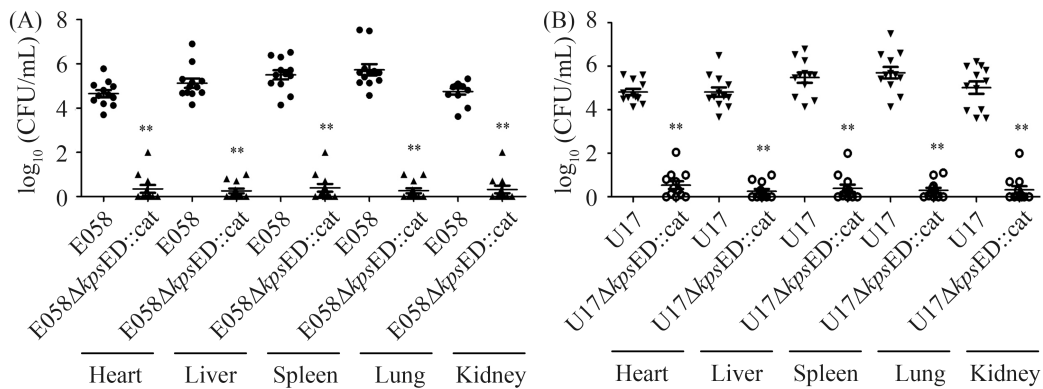 (A)
log10 (CFU/mL)
8
6
4
2
0
** ** ** ** **
E058
E058ΔkpsED::cat
E058
E058ΔkpsED::cat
E058
E058ΔkpsED::cat
E058
E058ΔkpsED::cat
E058
E058ΔkpsED::cat
Heart Liver Spleen Lung Kidney
(B)
log10 (CFU/mL)
8
6
4
2
0
** ** ** ** **
U17
U17ΔkpsED::cat
U17
U17ΔkpsED::cat
U17
U17ΔkpsED::cat
U17
U17ΔkpsED::cat
U17
U17ΔkpsED::cat
Heart Liver Spleen Lung Kidney